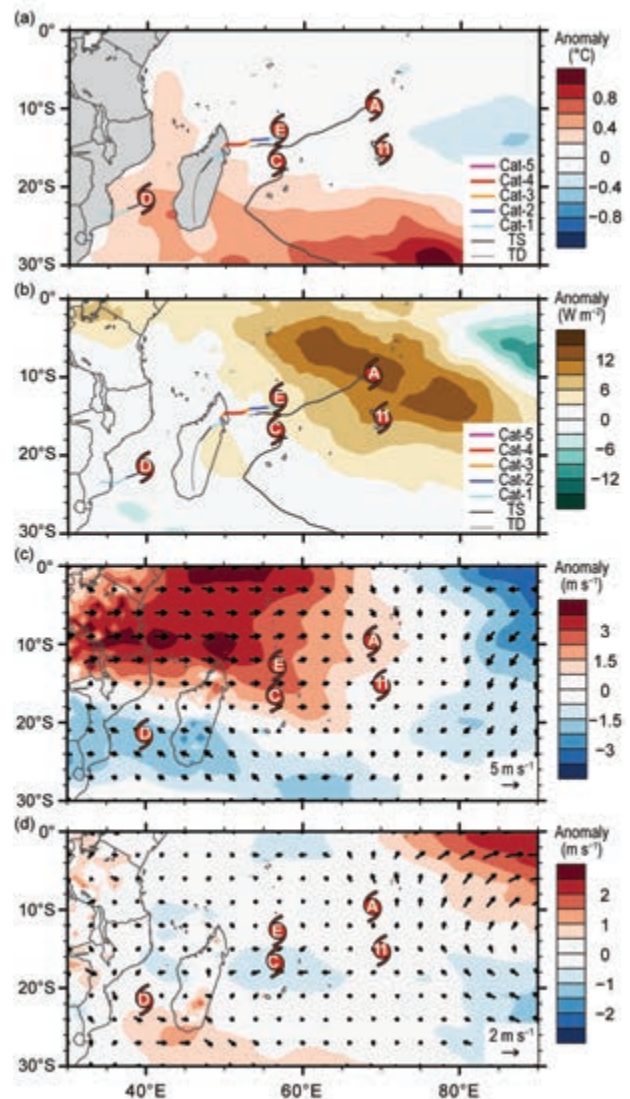 (a)
0°
10°S
20°S
30°S
A
E
C
11
D
Cat-5
Cat-4
Cat-3
Cat-2
Cat-1
TS
TD
Anomaly
(°C)
0.8
0.4
0
−0.4
−0.8
(b)
0°
10°S
20°S
30°S
A
E
C
11
D
Cat-5
Cat-4
Cat-3
Cat-2
Cat-1
TS
TD
Anomaly
(W m⁻²)
12
6
0
−6
−12
(c)
0°
10°S
20°S
30°S
A
E
C
11
D
5 m s⁻¹
Anomaly
(m s⁻¹)
3
1.5
0
−1.5
−3
(d)
0°
10°S
20°S
30°S
A
E
C
11
D
2 m s⁻¹
Anomaly
(m s⁻¹)
2
1
0
−1
−2
40°E
60°E
80°E